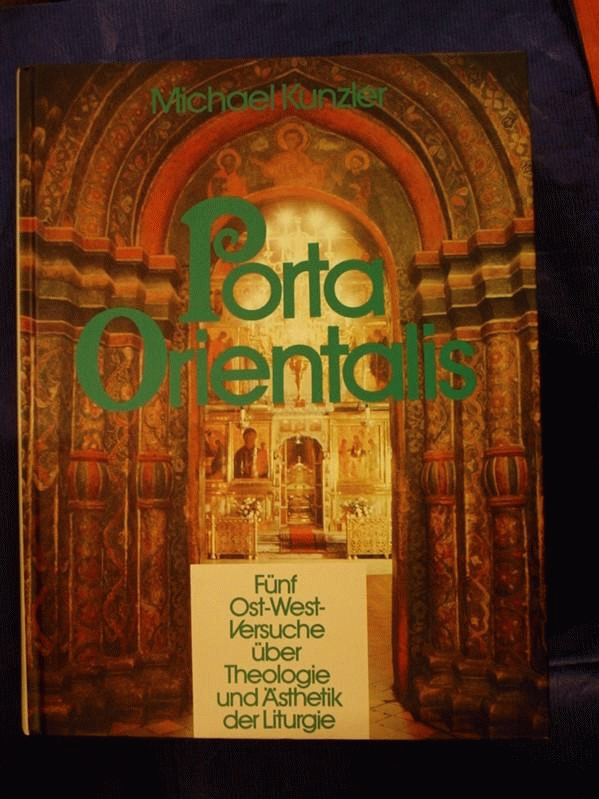 Michael Kunzler
Porta
Orientalis
Fünf
Ost-West-
Versuche
über
Theologie
und Ästhetik
der Liturgie